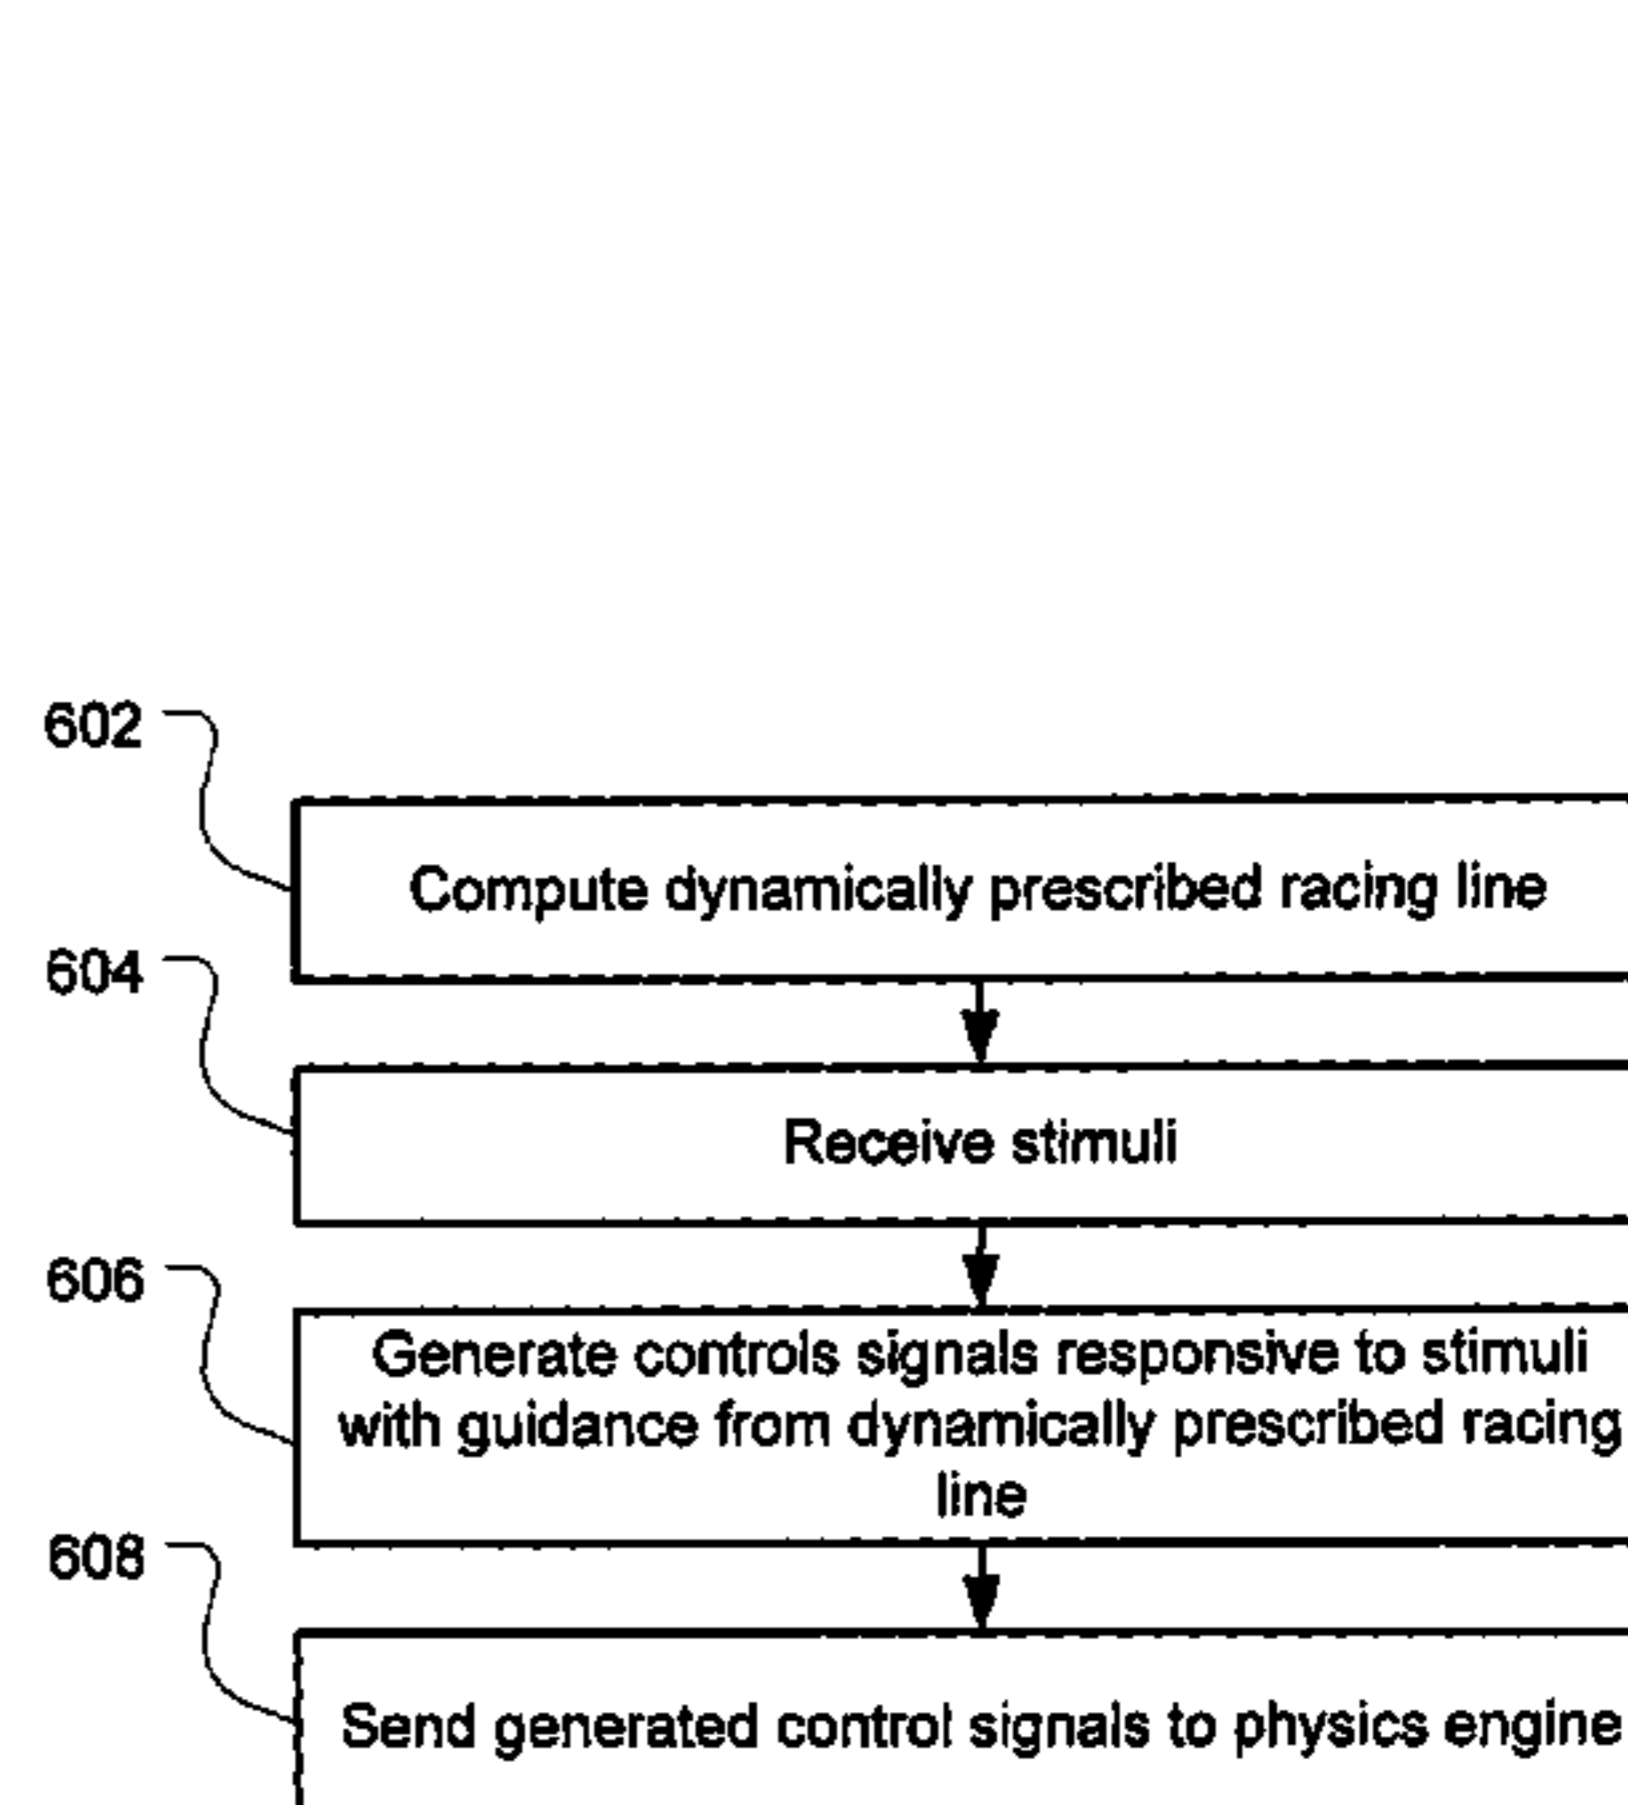 602
Compute dynamically prescribed racing line
604
Receive stimuli
606
Generate controls signals responsive to stimuli
with guidance from dynamically prescribed racing
line
608
Send generated control signals to physics engine